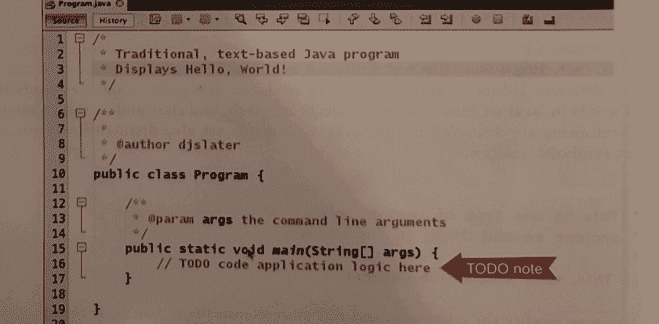 Program.java
Source History
1 /*
2 * Traditional, text-based Java program
3 * Displays Hello, World!
4 */
5
6 /**
7 *
8 * @author djslater
9 */
10 public class Program {
11
12 /**
13 * @param args the command line arguments
14 */
15 public static void main(String[] args) {
16 // TODO code application logic here
TODO note
17 }
18
19 }
20